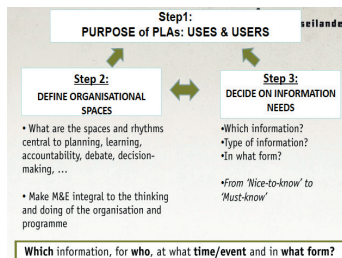 Step1:
PURPOSE of PLAs: USES & USERS
seilande
Step 2:
DEFINE ORGANISATIONAL
SPACES
• What are the spaces and rhythms
central to planning, learning,
accountability, debate, decision-
making, ...
• Make M&E integral to the thinking
and doing of the organisation and
programme
Step 3:
DECIDE ON INFORMATION
NEEDS
•Which information?
•Type of information?
•In what form?
•From 'Nice-to-know' to
'Must-know'
Which information, for who, at what time/event and in what form?